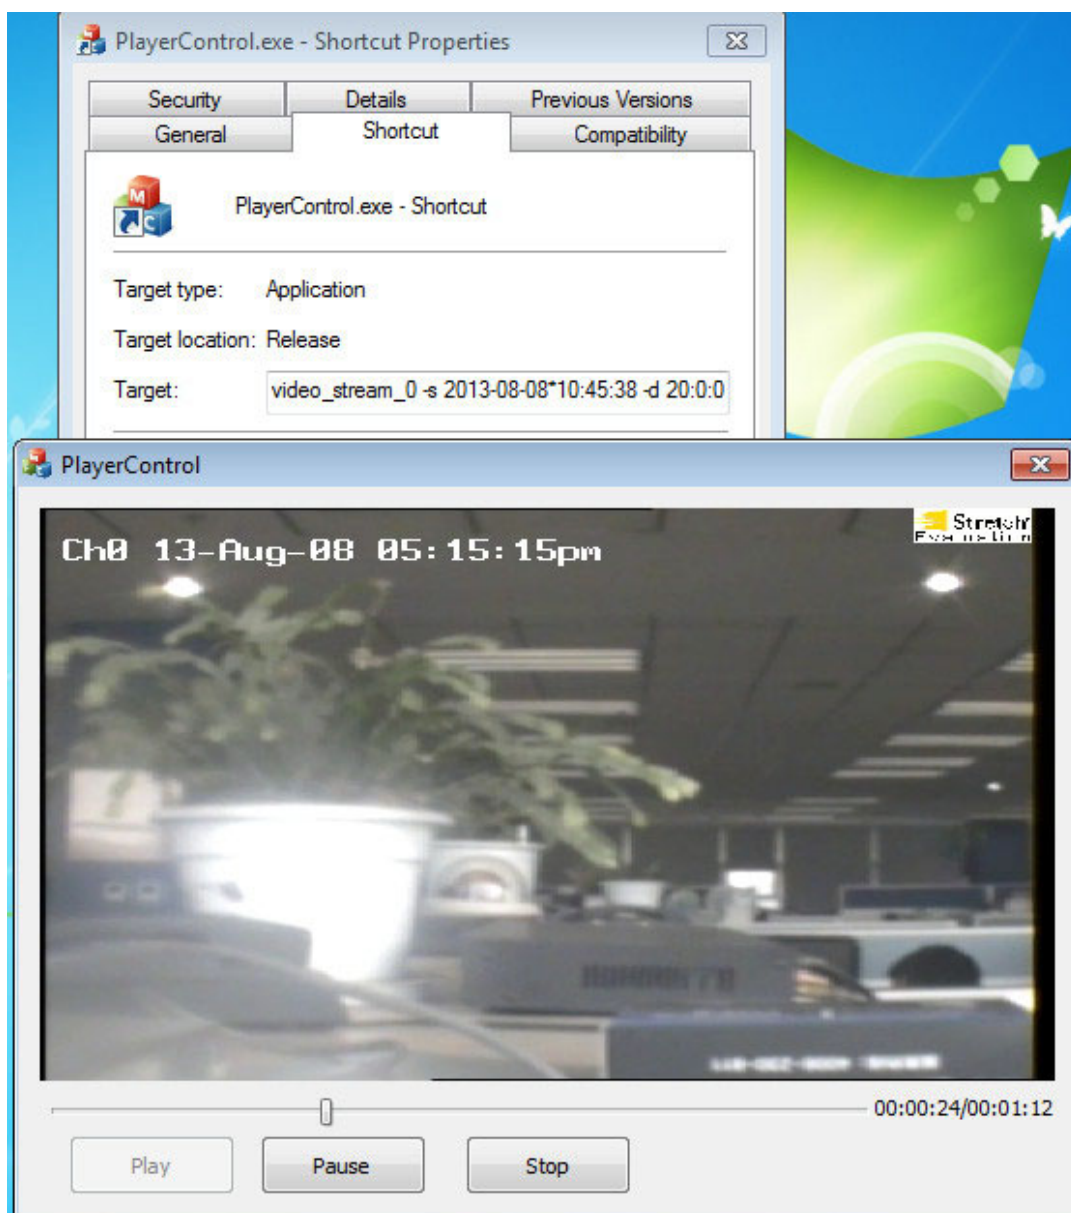 PlayerControl.exe - Shortcut Properties
Security Details Previous Versions
General Shortcut Compatibility
PlayerControl.exe - Shortcut
Target type: Application
Target location: Release
Target: video_stream_0 -s 2013-08-08*10:45:38 -d 20:0:0
PlayerControl
Stretch
Ch0 13-Aug-08 05:15:15pm
00:00:24/00:01:12
Play Pause Stop